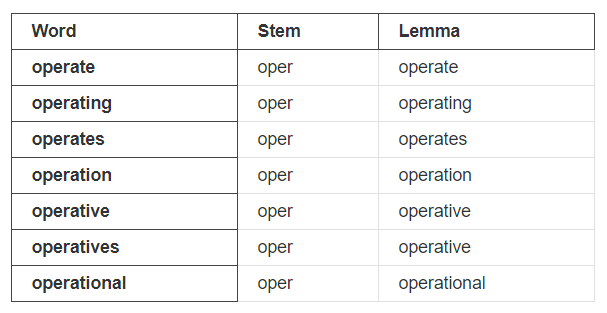 Word Stem Lemma
operate oper operate
operating oper operating
operates oper operates
operation oper operation
operative oper operative
operatives oper operative
operational oper operational